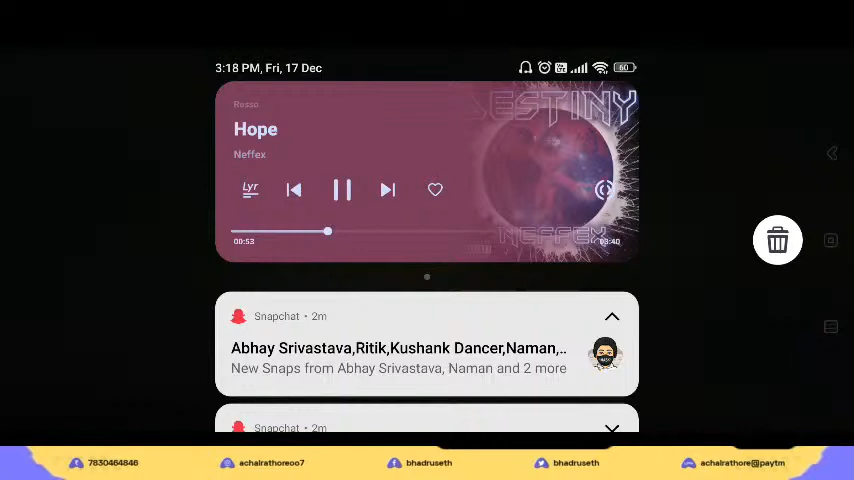 3:18 PM, Fri, 17 Dec
60
Resso
DESTINY
Hope
Neffex
Lyr
NEFFEX
00:53
03:40
Snapchat • 2m
Abhay Srivastava,Ritik,Kushank Dancer,Naman,..
New Snaps from Abhay Srivastava, Naman and 2 more
Snapchat • 2m
7830464846
achalrathoreoo7
bhadruseth
bhadruseth
achalrathore@paytm